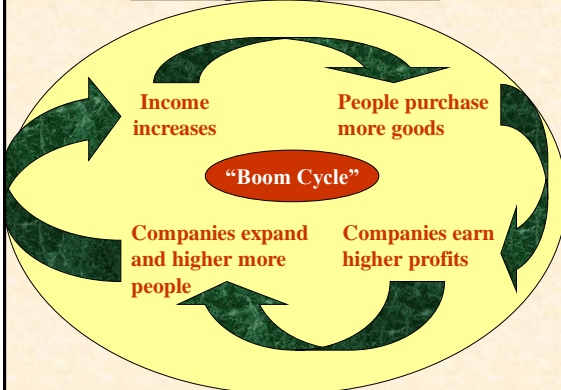 Income
increases
People purchase
more goods
“Boom Cycle”
Companies expand
and higher more
people
Companies earn
higher profits